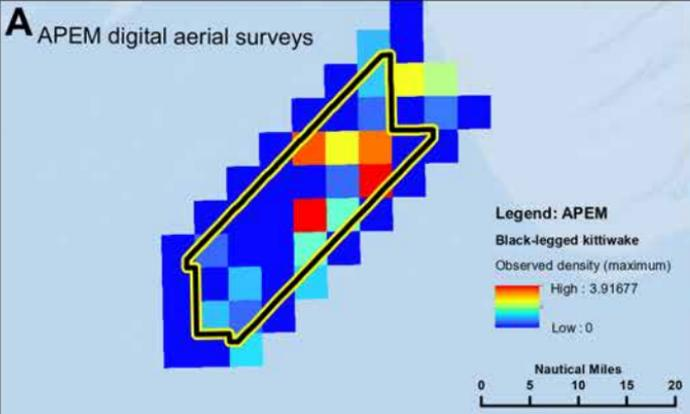 A APEM digital aerial surveys
Legend: APEM
Black-legged kittiwake
Observed density (maximum)
High : 3.91677
Low : 0
Nautical Miles
0 5 10 15 20